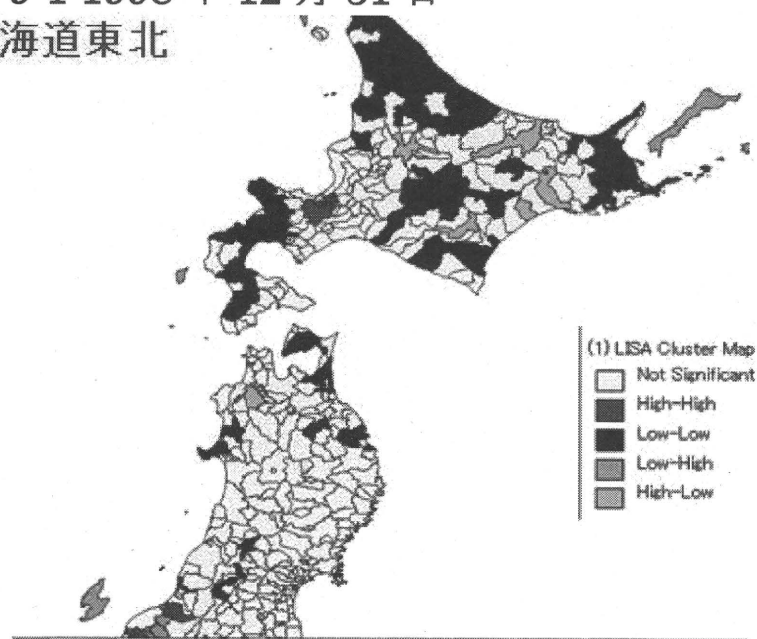 海道東北
(1) LISA Cluster Map
Not Significant
High-High
Low-Low
Low-High
High-Low